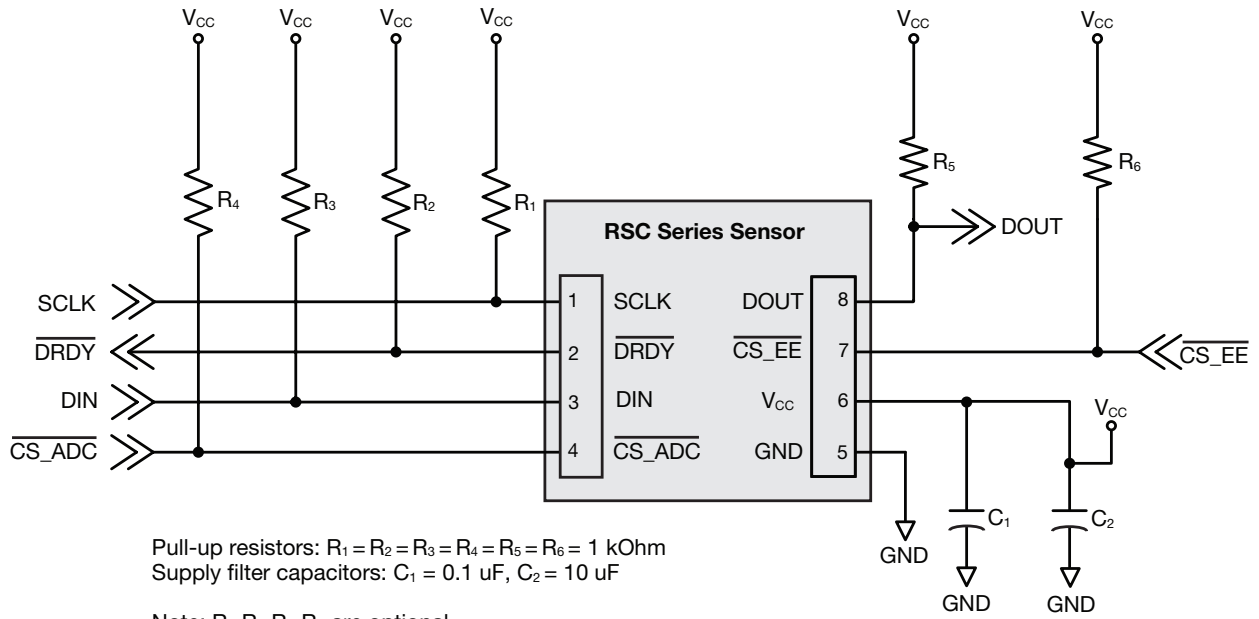 VCC VCC VCC VCC VCC VCC
R4 R3 R2 R1 R5 R6
RSC Series Sensor
DOUT
SCLK 1 SCLK DOUT 8
DRDY 2 DRDY CS_EE 7 CS_EE
DIN 3 DIN VCC 6 VCC
CS_ADC 4 CS_ADC GND 5
C1 C2
GND
GND GND
Pull-up resistors: R1 = R2 = R3 = R4 = R5 = R6 = 1 kOhm
Supply filter capacitors: C1 = 0.1 uF, C2 = 10 uF
Note: R R R R are optional